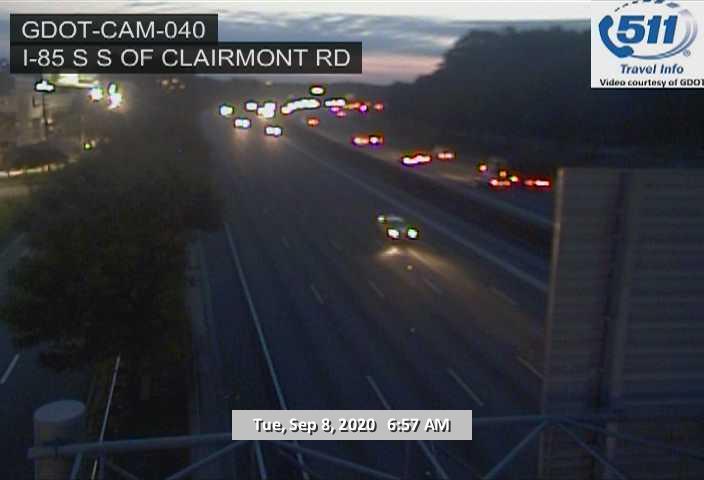 GDOT-CAM-040
I-85 S S OF CLAIRMONT RD
511
Travel Info
Video courtesy of GDOT
Tue, Sep 8, 2020 6:57 AM